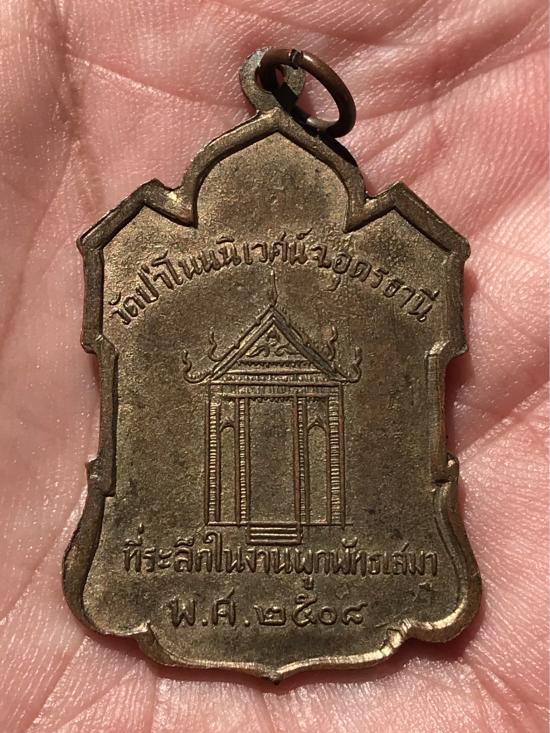 วัดป่าโนนนิเวศน์ จ.อุดรธานี
ที่ระลึกในงานผูกพัทธเสมา
พ.ศ.๒๕๐๘